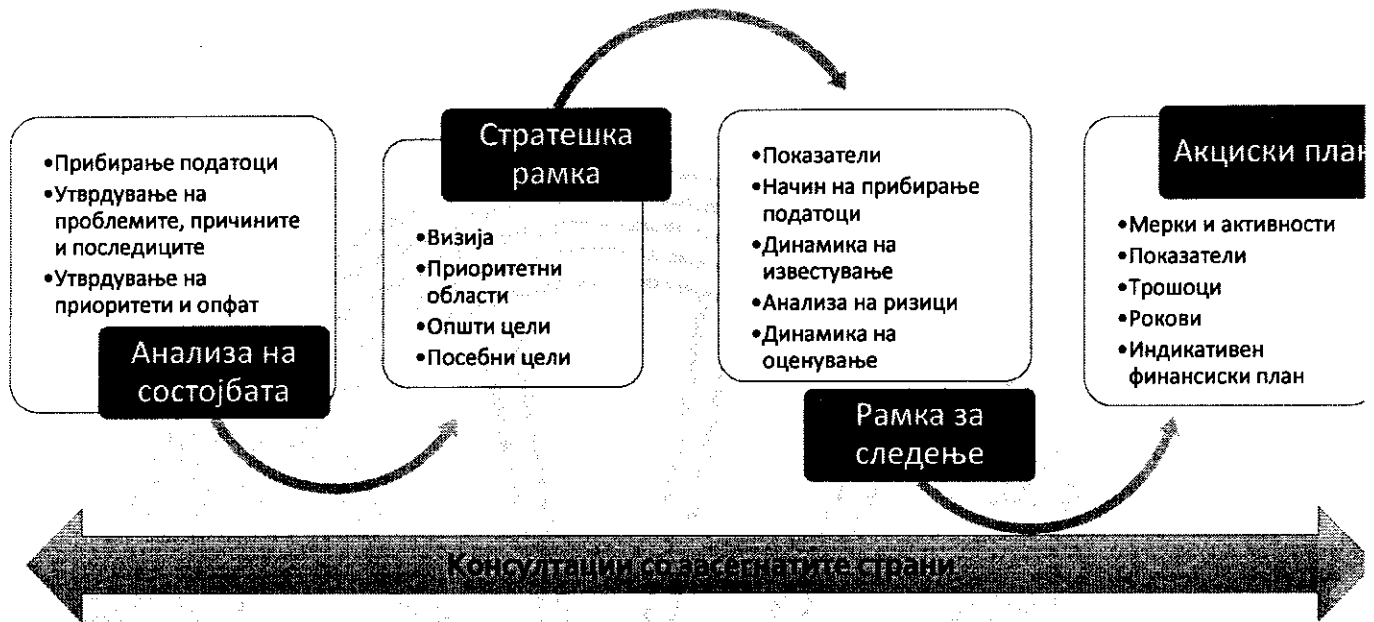 •Прибирање податоци
•Утврдување на
проблемите, причините
и последиците
•Утврдување на
приоритети и опфат
Анализа на
состојбата
Стратешка
рамка
•Визија
•Приоритетни
области
•Општи цели
•Посебни цели
•Показатели
•Начин на прибирање
податоци
•Динамика на
известување
•Анализа на ризици
•Динамика на
оценување
Рамка за
следење
Акциски план
•Мерки и активности
•Показатели
•Трошоци
•Рокови
•Индикативен
финансиски план
Консултации со засегнатите страни